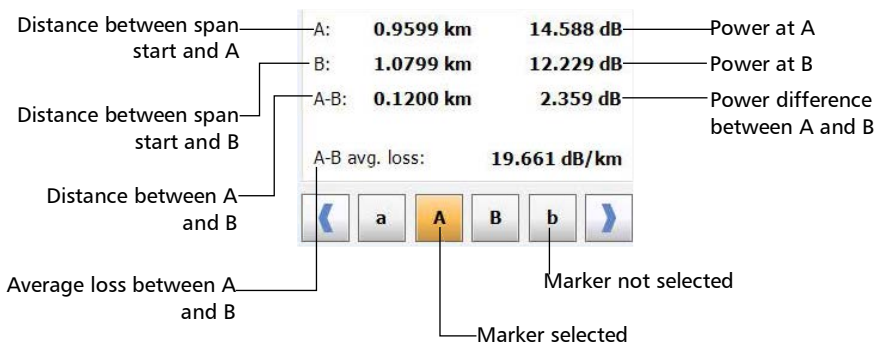 Distance between span
start and A
Distance between span
start and B
Distance between A
and B
Average loss between A
and B
A: 0.9599 km 14.588 dB
B: 1.0799 km 12.229 dB
A-B: 0.1200 km 2.359 dB
A-B avg. loss: 19.661 dB/km
a A B b
Power at A
Power at B
Power difference
between A and B
Marker not selected
Marker selected